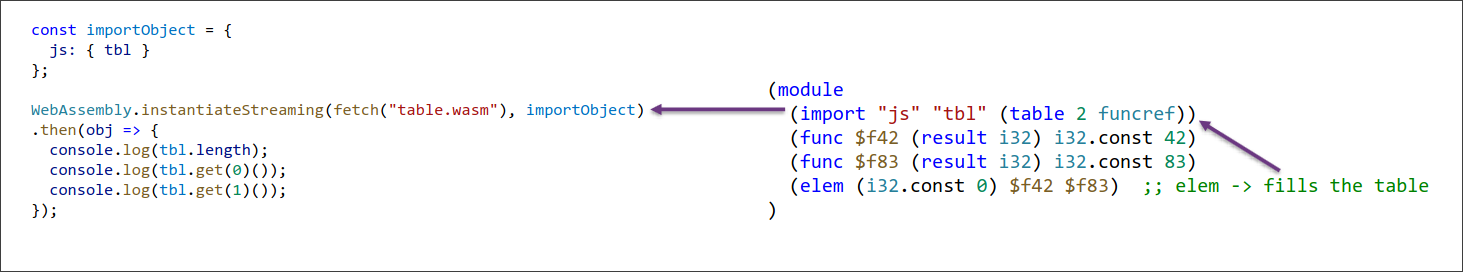 const importObject = {
  js: { tbl }
};
WebAssembly.instantiateStreaming(fetch("table.wasm"), importObject)
.then(obj => {
  console.log(tbl.length);
  console.log(tbl.get(0)());
  console.log(tbl.get(1)());
});
(module
  (import "js" "tbl" (table 2 funcref))
  (func $f42 (result i32) i32.const 42)
  (func $f83 (result i32) i32.const 83)
  (elem (i32.const 0) $f42 $f83)  ;; elem -> fills the table
)